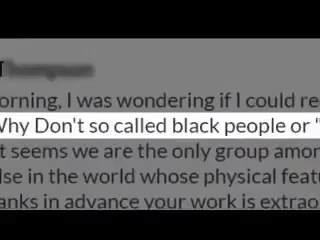 T
orning, I was wondering if I could re
Why Don't so called black people or "
t seems we are the only group amon
lse in the world whose physical featu
anks in advance your work is extrao